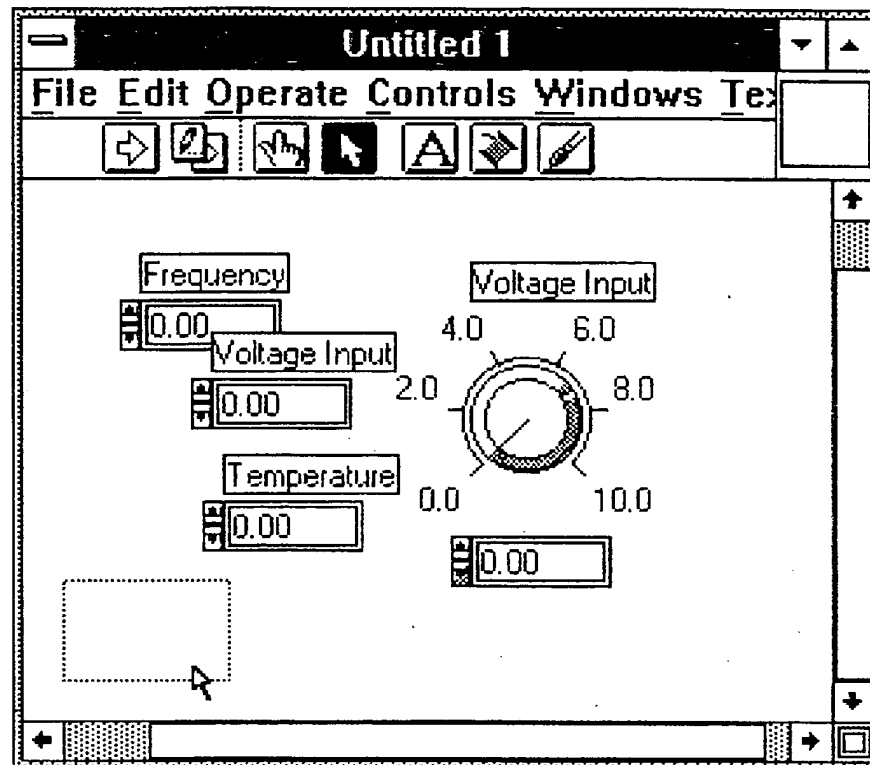 Untitled 1
File Edit Operate Controls Windows Tex
A
Frequency
0.00
Voltage Input
0.00
Temperature
0.00
Voltage Input
4.0 6.0
2.0 8.0
0.0 10.0
0.00